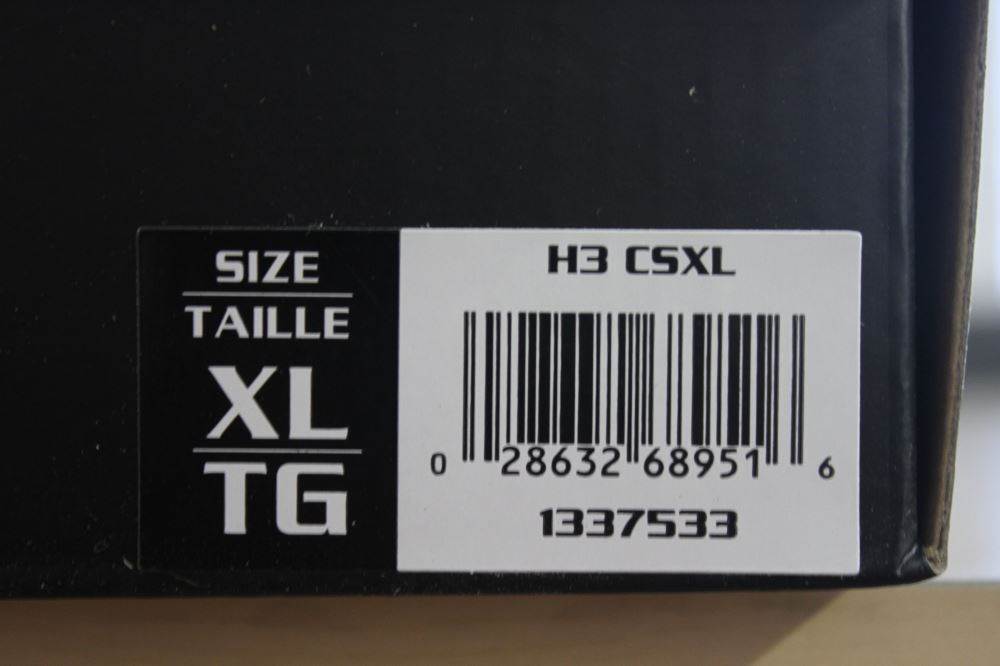 SIZE
TAILLE
XL
TG
H3 CSXL
0 28632 68951 6
1337533